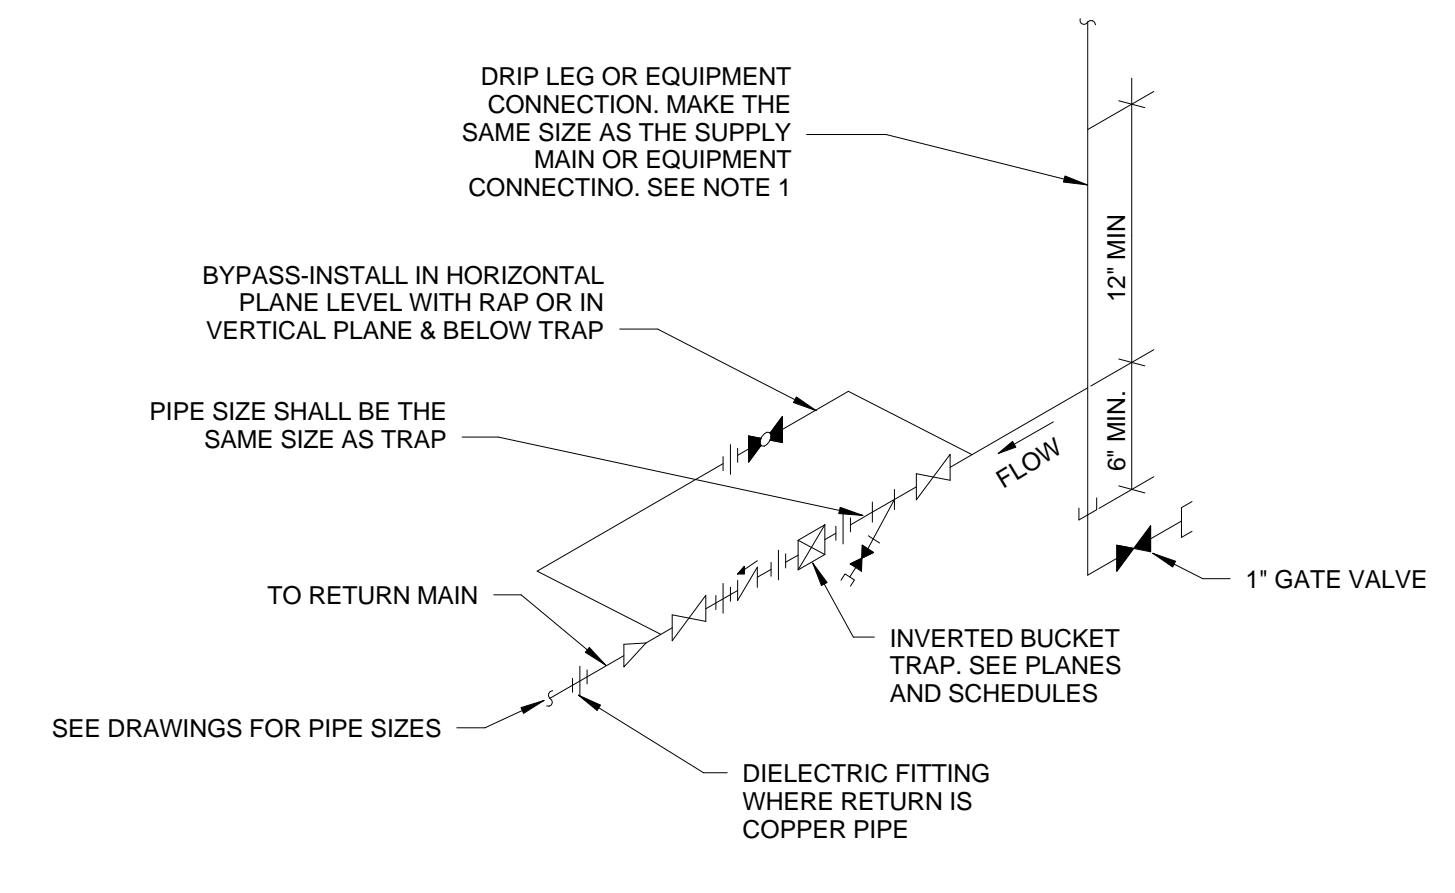 DRIP LEG OR EQUIPMENT
CONNECTION. MAKE THE
SAME SIZE AS THE SUPPLY
MAIN OR EQUIPMENT
CONNECTINO. SEE NOTE 1
12" MIN
BYPASS-INSTALL IN HORIZONTAL
PLANE LEVEL WITH RAP OR IN
VERTICAL PLANE & BELOW TRAP
PIPE SIZE SHALL BE THE
SAME SIZE AS TRAP
6" MIN.
FLOW
TO RETURN MAIN
1" GATE VALVE
INVERTED BUCKET
TRAP. SEE PLANES
AND SCHEDULES
SEE DRAWINGS FOR PIPE SIZES
DIELECTRIC FITTING
WHERE RETURN IS
COPPER PIPE